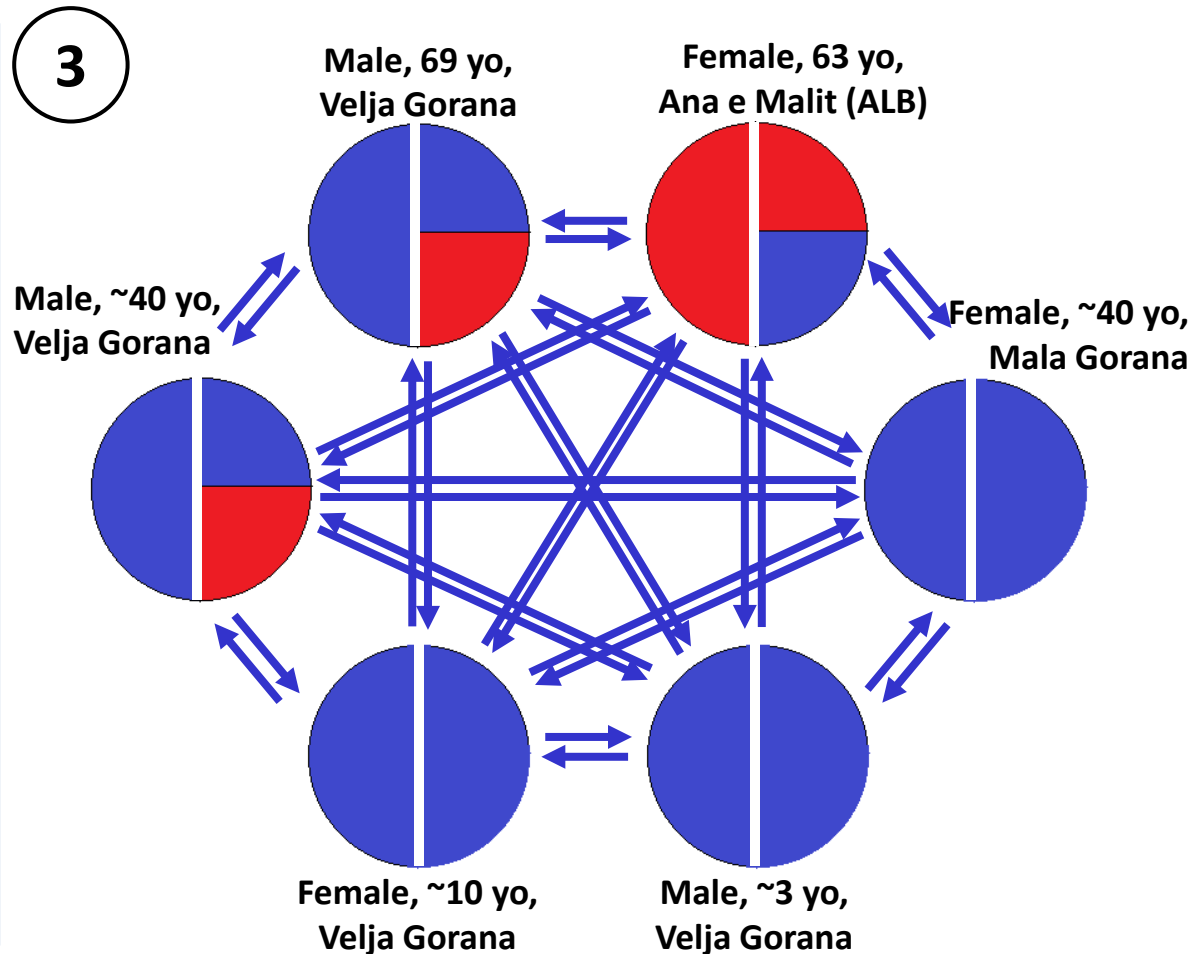 3
Male, 69 yo,
Velja Gorana
Female, 63 yo,
Ana e Malit (ALB)
Male, ~40 yo,
Velja Gorana
Female, ~40 yo,
Mala Gorana
Female, ~10 yo,
Velja Gorana
Male, ~3 yo,
Velja Gorana